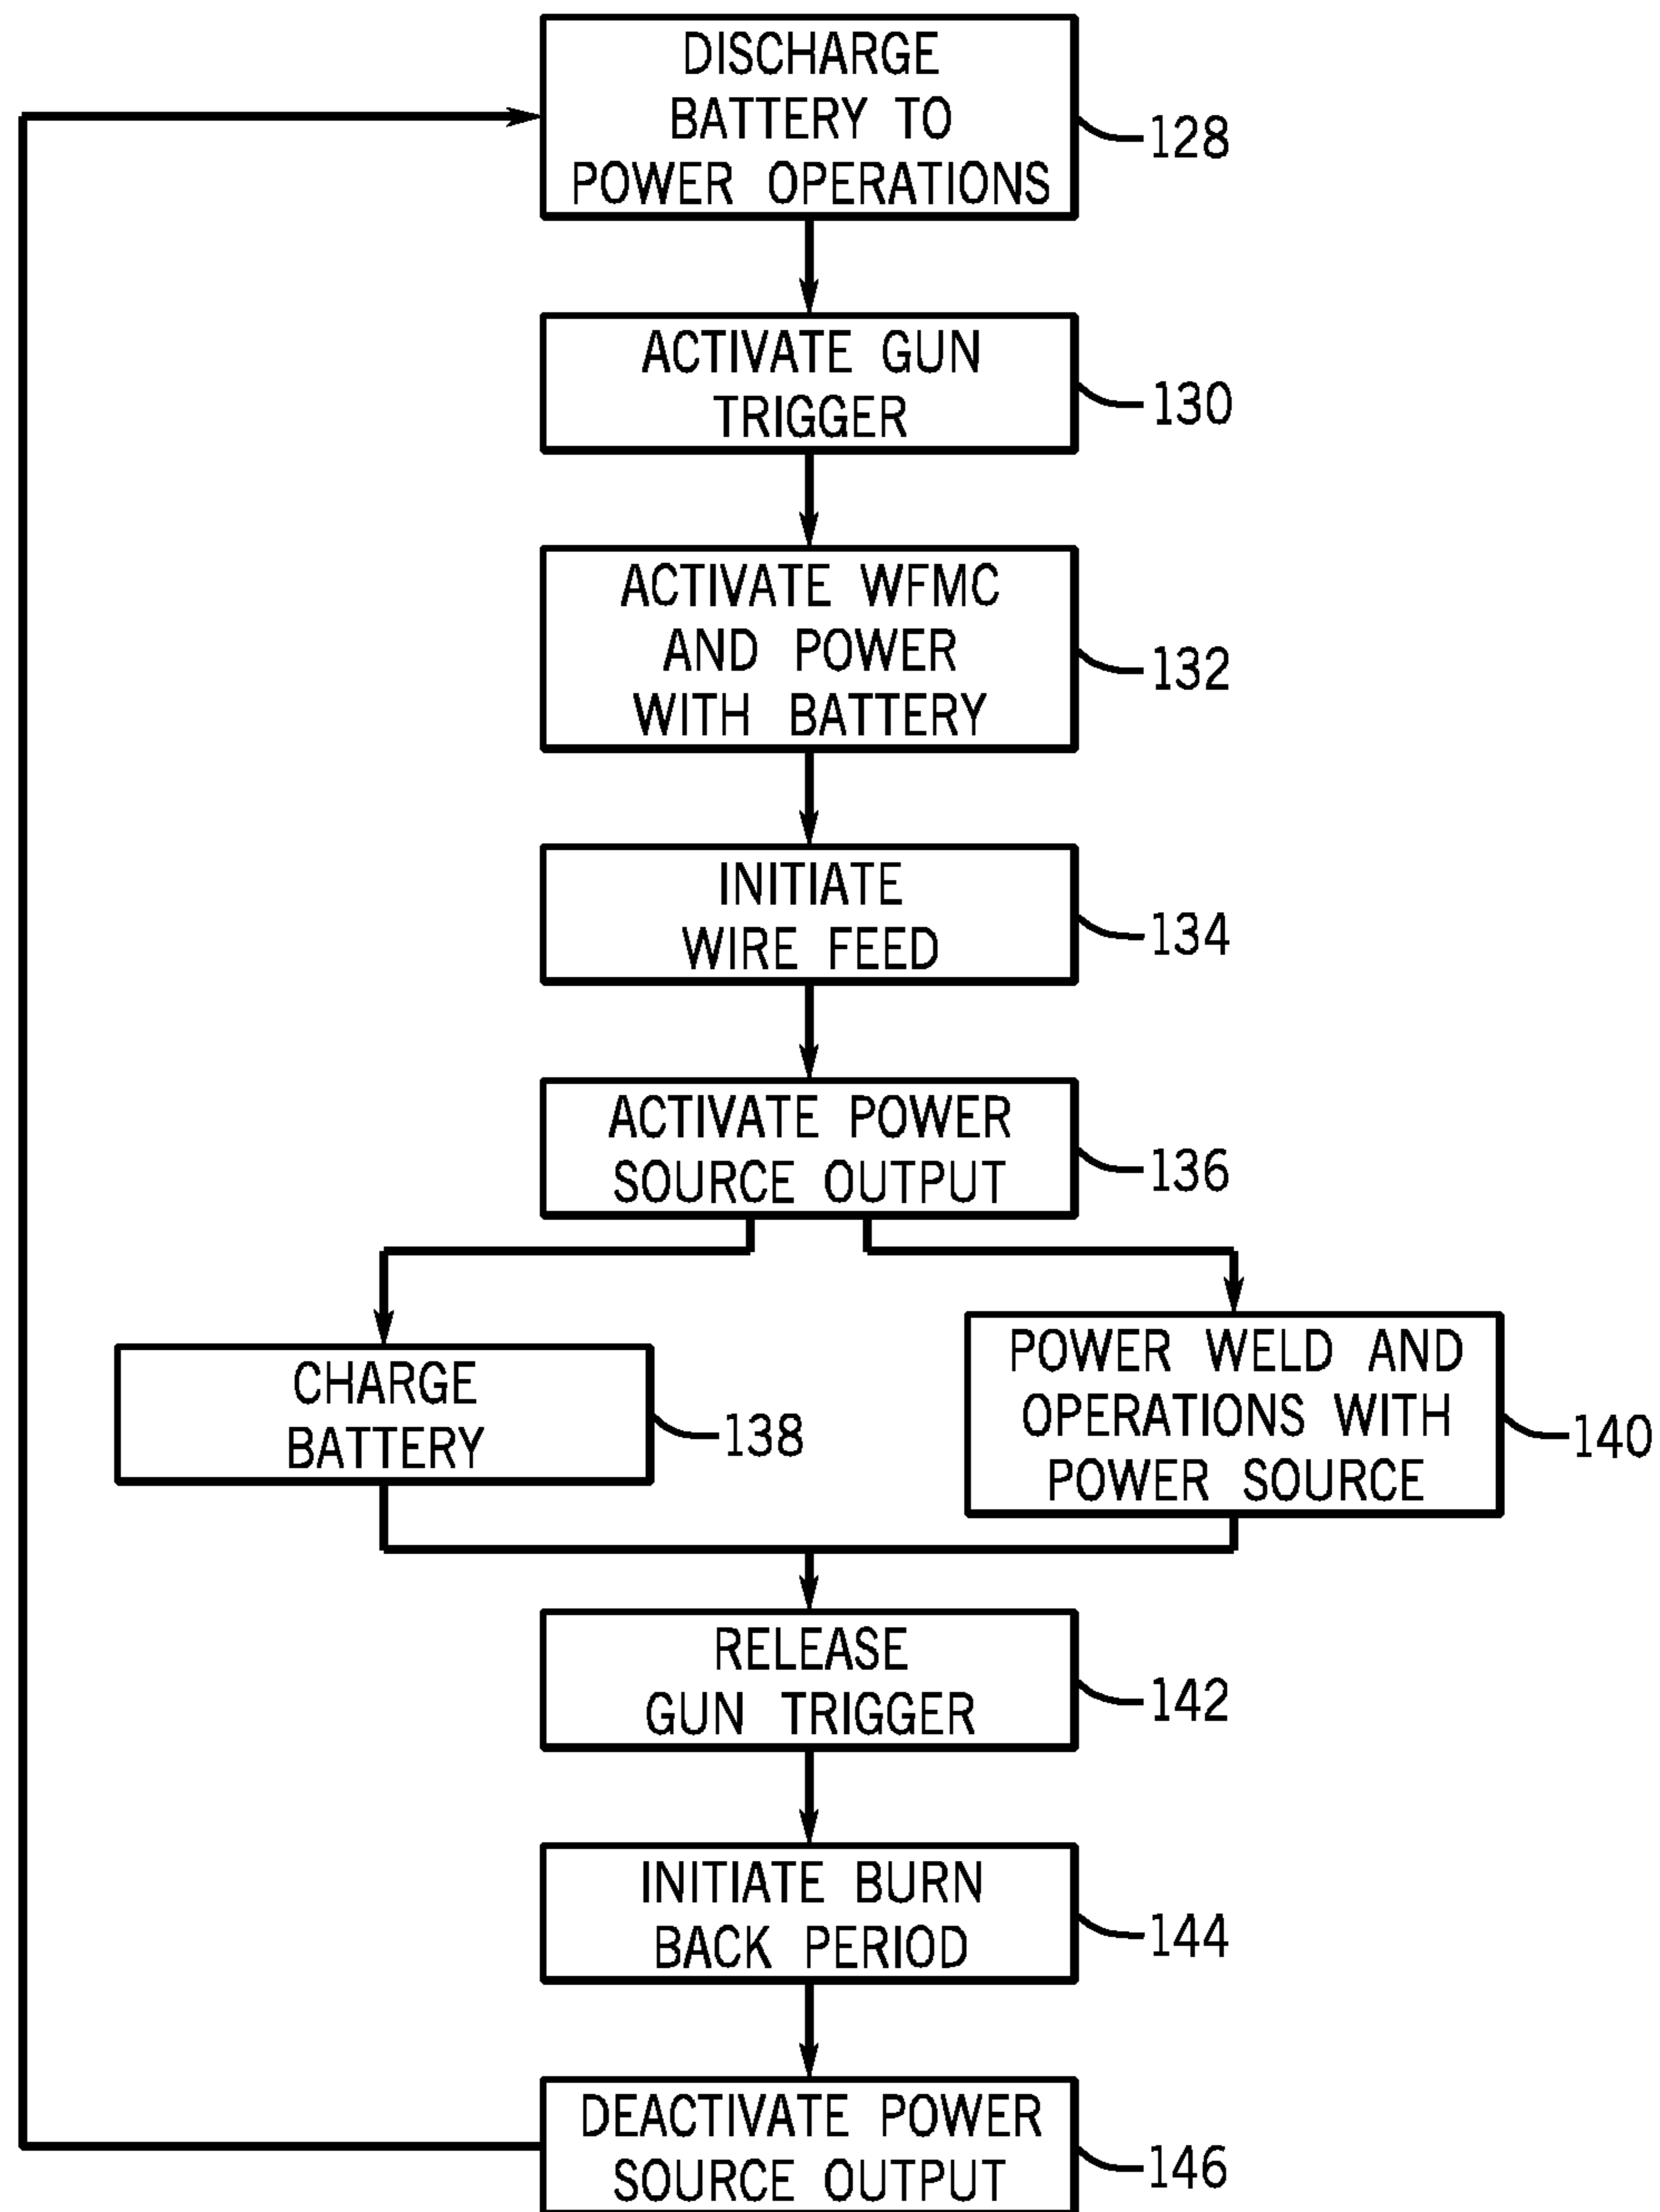 DISCHARGE
BATTERY TO
POWER OPERATIONS
128
ACTIVATE GUN
TRIGGER
130
ACTIVATE WFMC
AND POWER
WITH BATTERY
132
INITIATE
WIRE FEED
134
ACTIVATE POWER
SOURCE OUTPUT
136
CHARGE
BATTERY
138
POWER WELD AND
OPERATIONS WITH
POWER SOURCE
140
RELEASE
GUN TRIGGER
142
INITIATE BURN
BACK PERIOD
144
DEACTIVATE POWER
SOURCE OUTPUT
146